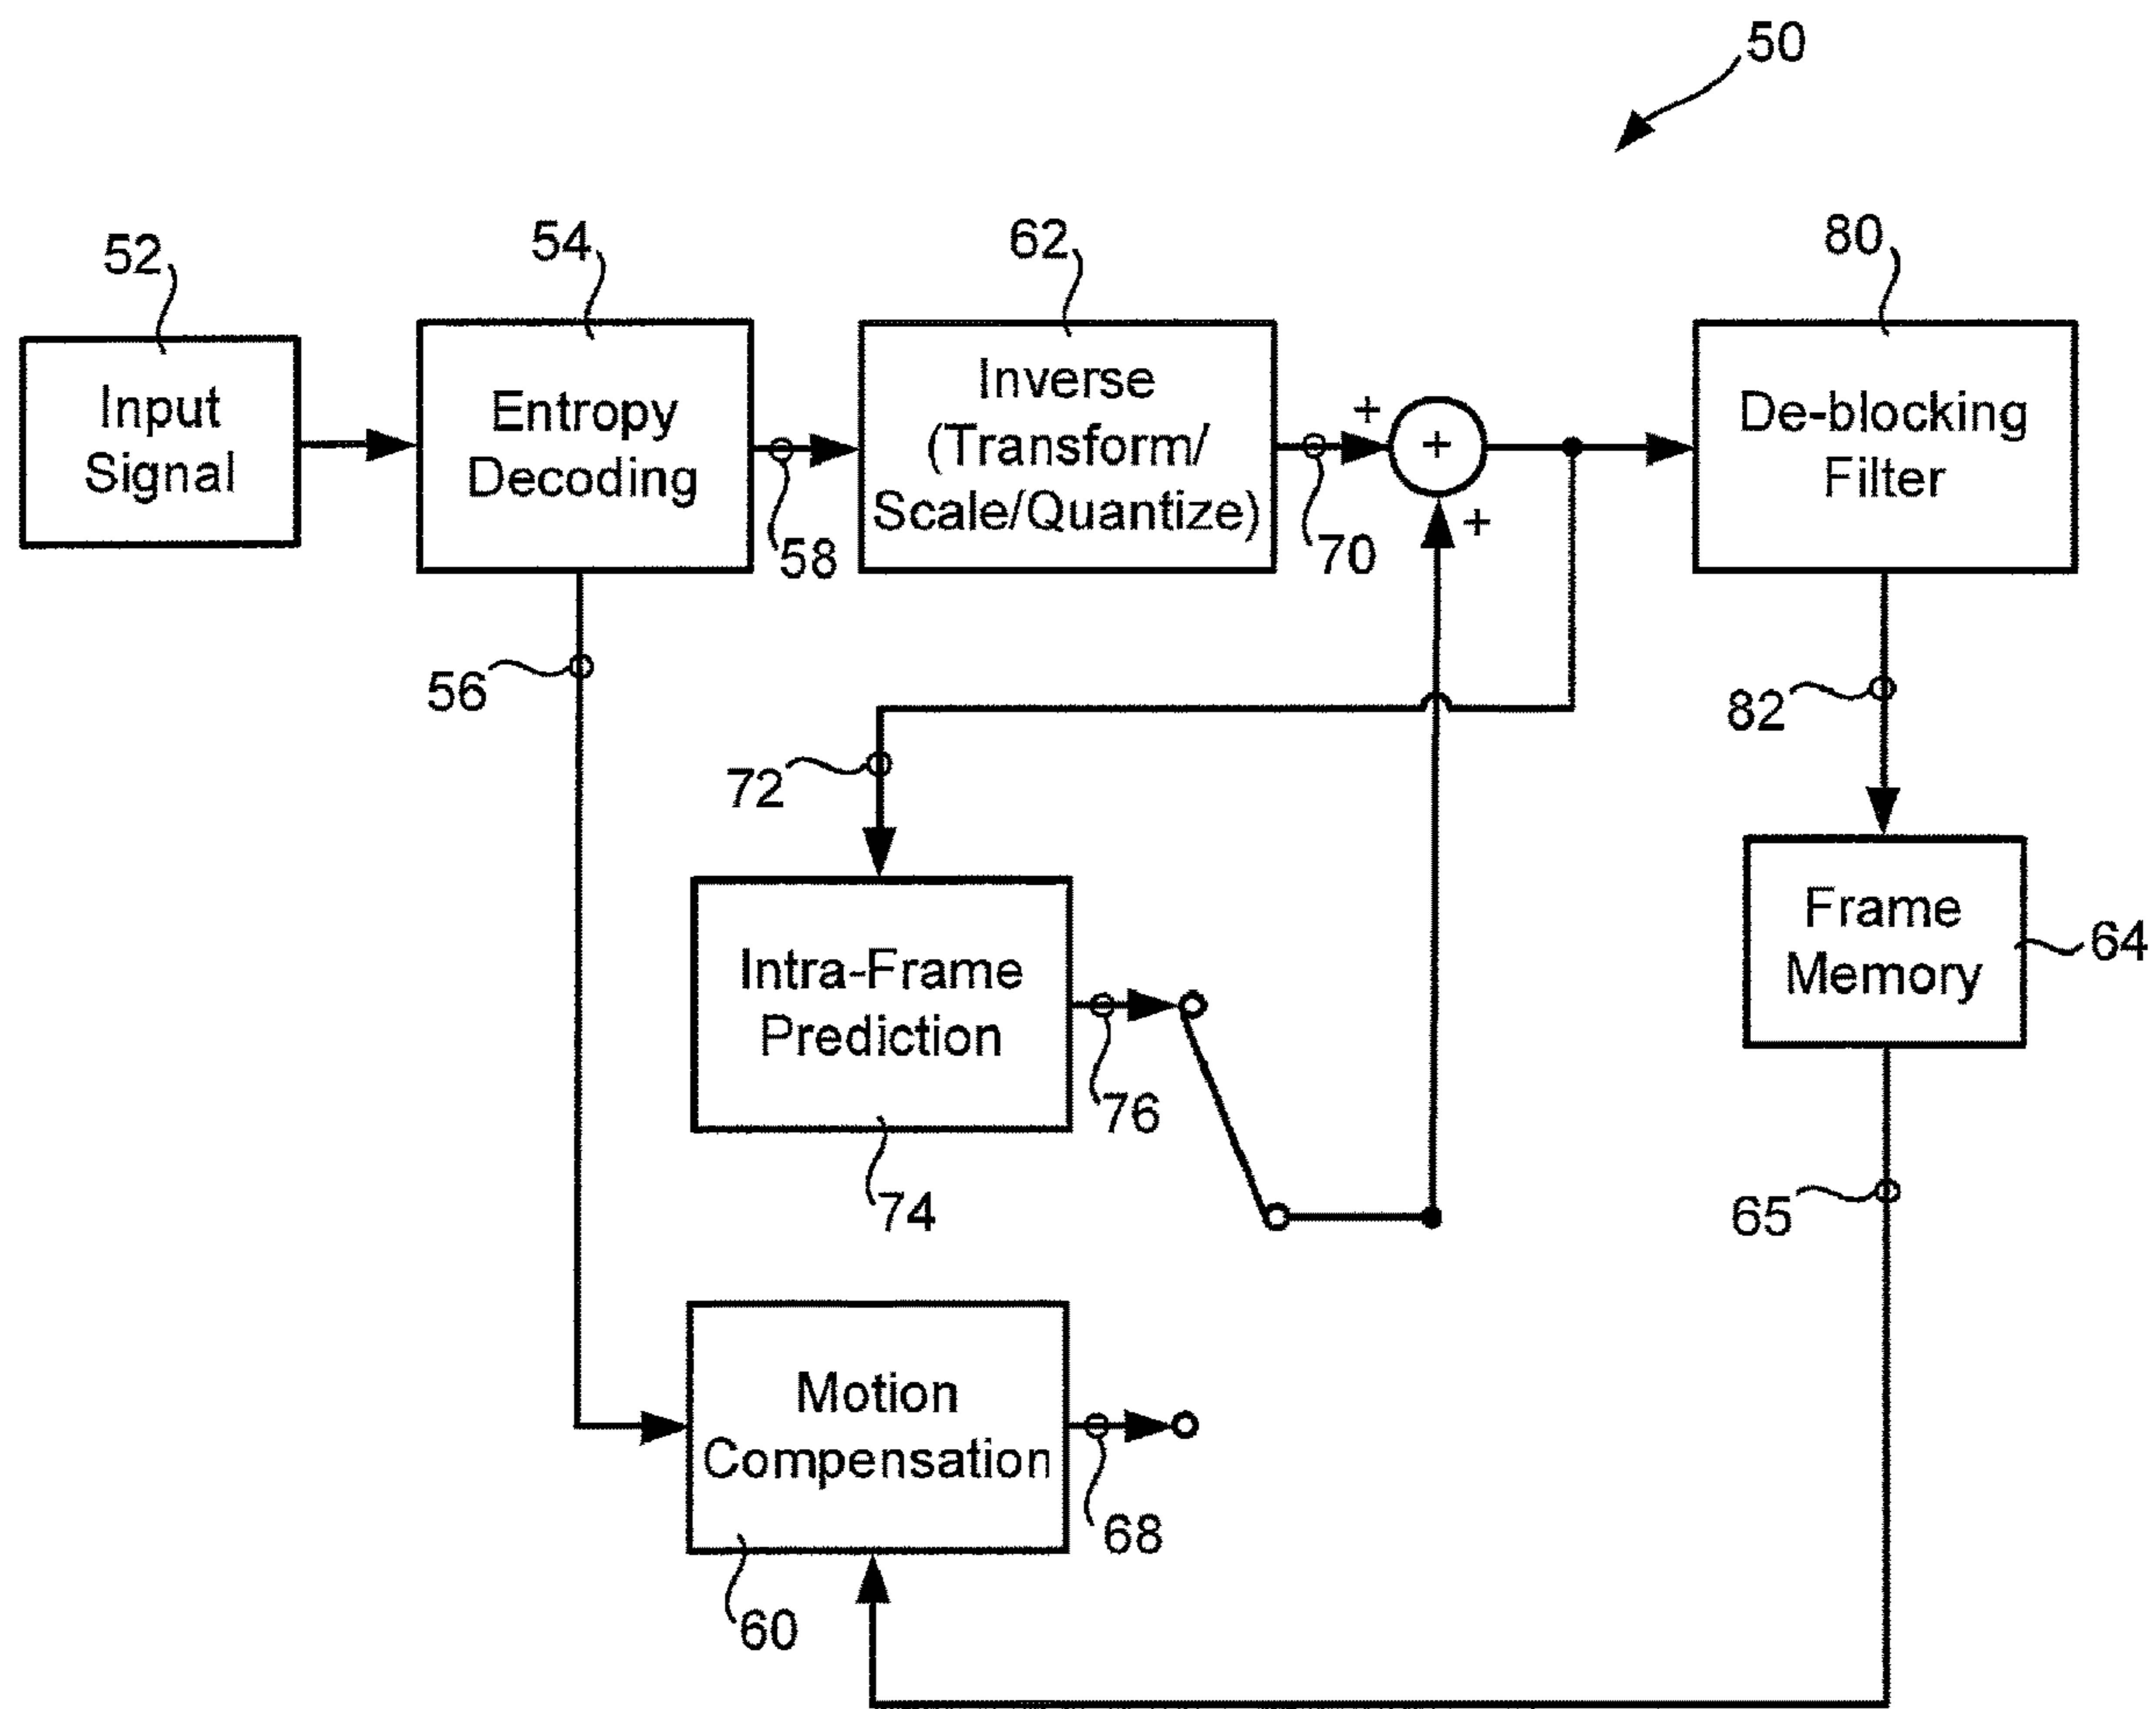 50
52
54
62
80
Input
Signal
Entropy
Decoding
58
Inverse
(Transform/
Scale/Quantize)
70
+
+
+
De-blocking
Filter
56
72
82
Intra-Frame
Prediction
76
74
Frame
Memory
64
65
Motion
Compensation
68
60